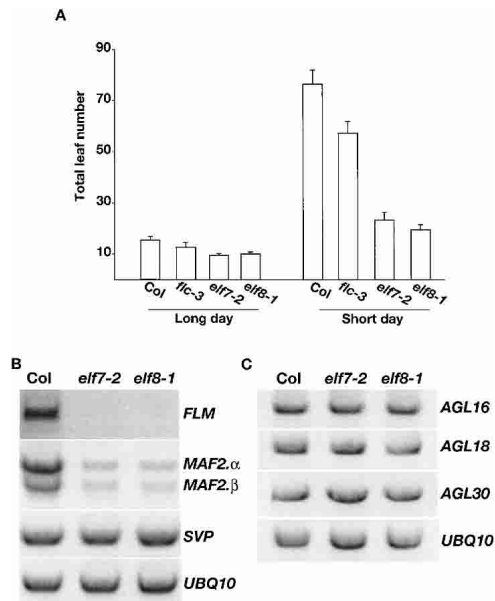 A
Total leaf number
90
70
50
30
10
Col
flc-3
elf7-2
elf8-1
Col
flc-3
elf7-2
elf8-1
Long day
Short day
B
Col elf7-2 elf8-1
FLM
MAF2.α
MAF2.β
SVP
UBQ10
C
Col elf7-2 elf8-1
AGL16
AGL18
AGL30
UBQ10